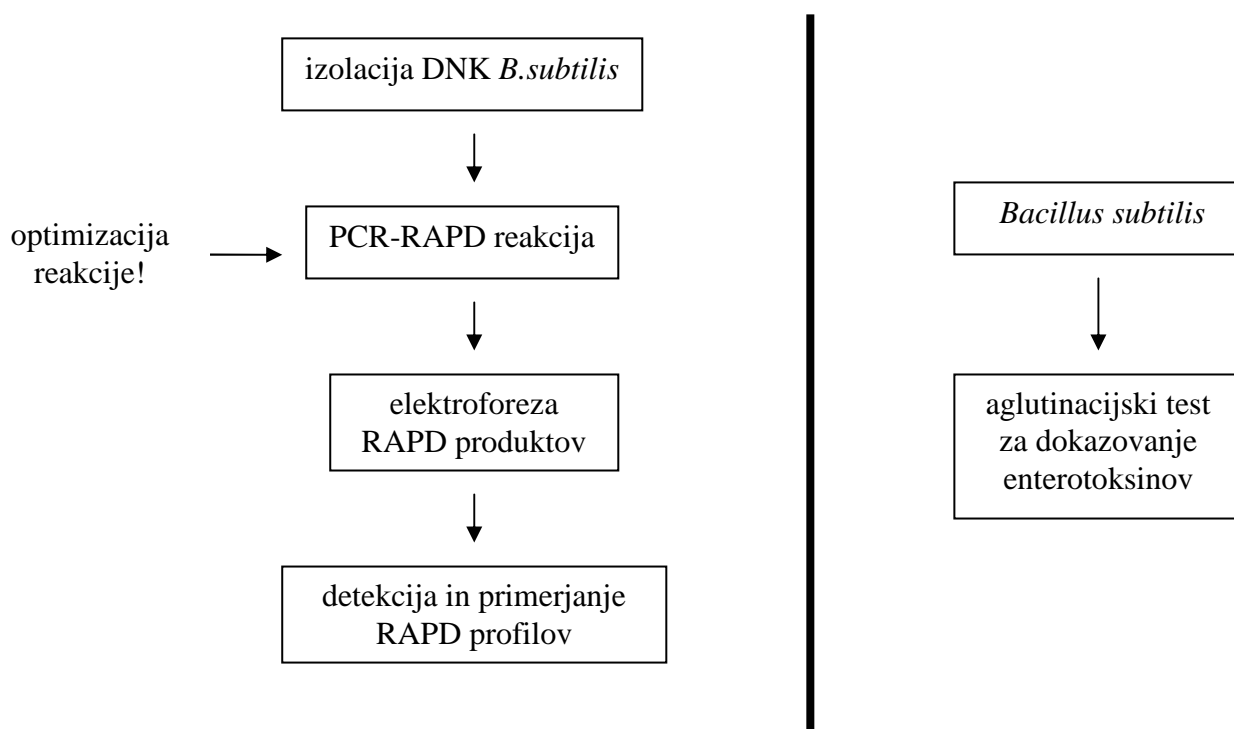 izolacija DNK B.subtilis
optimizacija
reakcije!
PCR-RAPD reakcija
elektroforeza
RAPD produktov
detekcija in primerjanje
RAPD profilov
Bacillus subtilis
aglutinacijski test
za dokazovanje
enterotoksinov